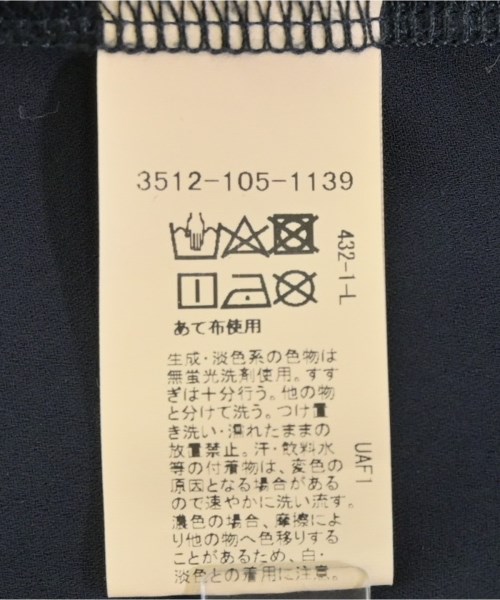 3512-105-1139
432-1-L
あて布使用
生成・淡色系の色物は
無蛍光洗剤使用。すす
ぎは十分行う。他の物
と分けて洗う。つけ置
き洗い・濡れたままの
放置禁止。汗・飲料水
等の付着物は、変色の
原因となる場合がある
ので速やかに洗い流す。
濃色の場合、摩擦によ
り他の物へ色移りする
ことがあるため、白・
淡色との着用に注意。
UAF1